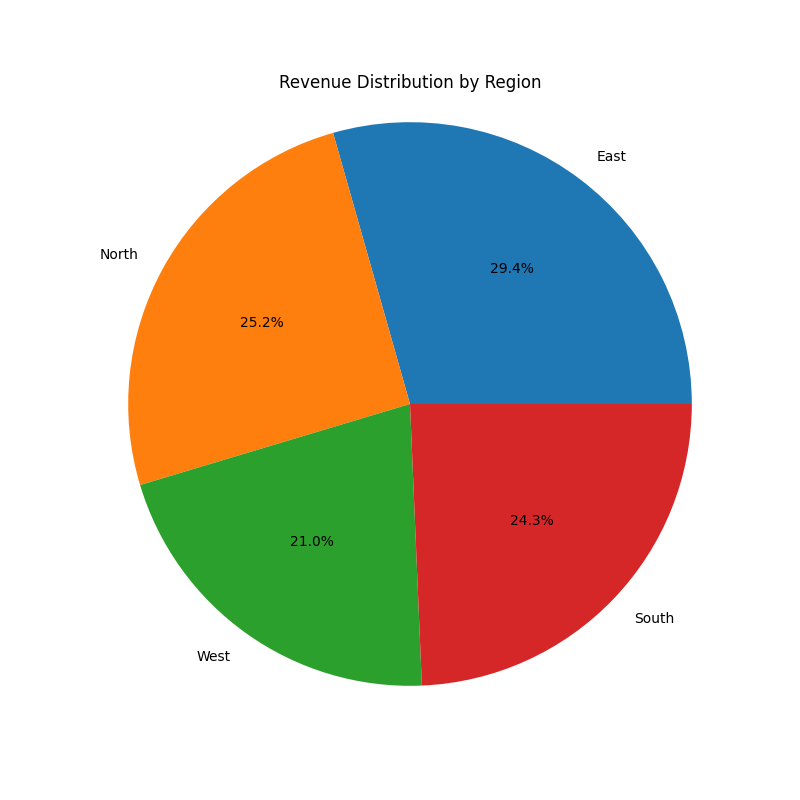 Revenue Distribution by Region
East
29.4%
North
25.2%
21.0%
West
24.3%
South